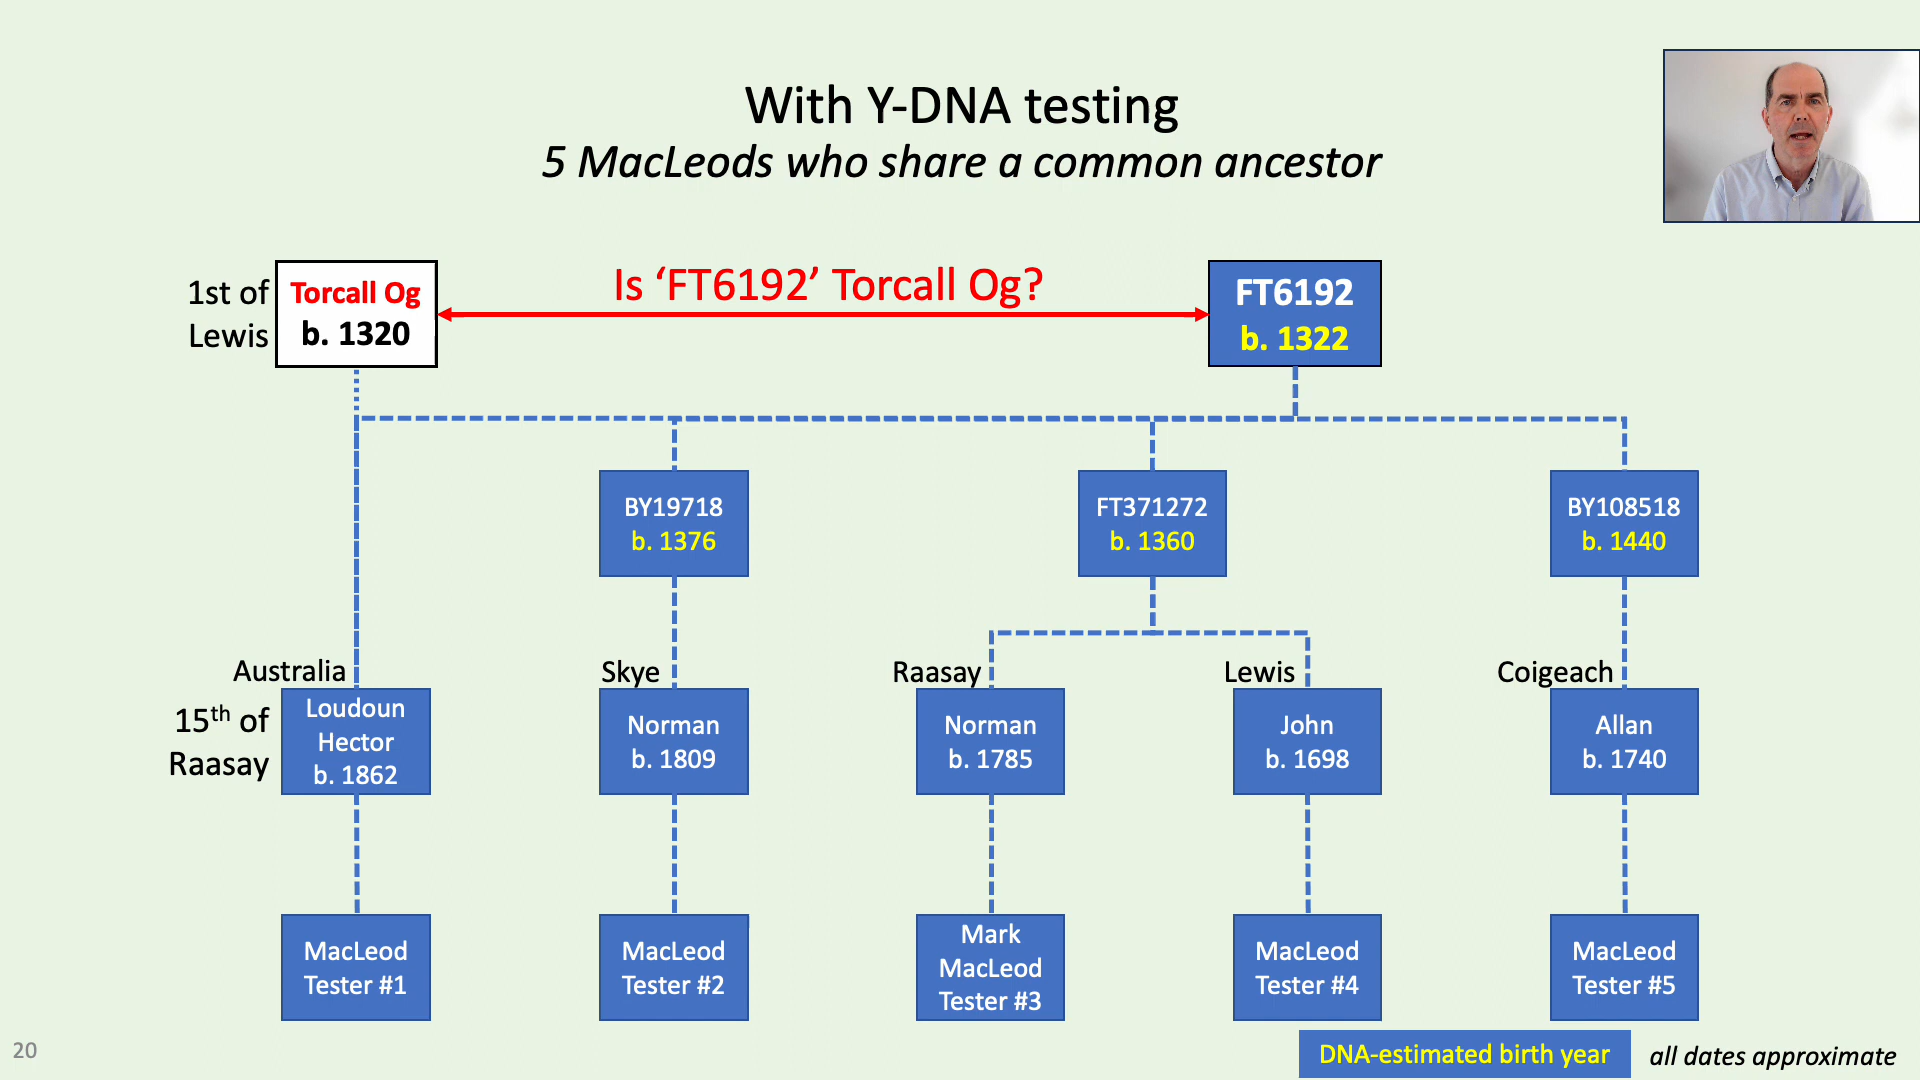 With Y-DNA testing
5 MacLeods who share a common ancestor
1st of
Lewis
Torcall Og
b. 1320
Is ‘FT6192’ Torcall Og?
FT6192
b. 1322
BY19718
b. 1376
FT371272
b. 1360
BY108518
b. 1440
Australia
15th of
Raasay
Loudoun
Hector
b. 1862
Skye
Norman
b. 1809
Raasay
Norman
b. 1785
Lewis
John
b. 1698
Coigeach
Allan
b. 1740
MacLeod
Tester #1
MacLeod
Tester #2
Mark
MacLeod
Tester #3
MacLeod
Tester #4
MacLeod
Tester #5
20
DNA-estimated birth year
all dates approximate